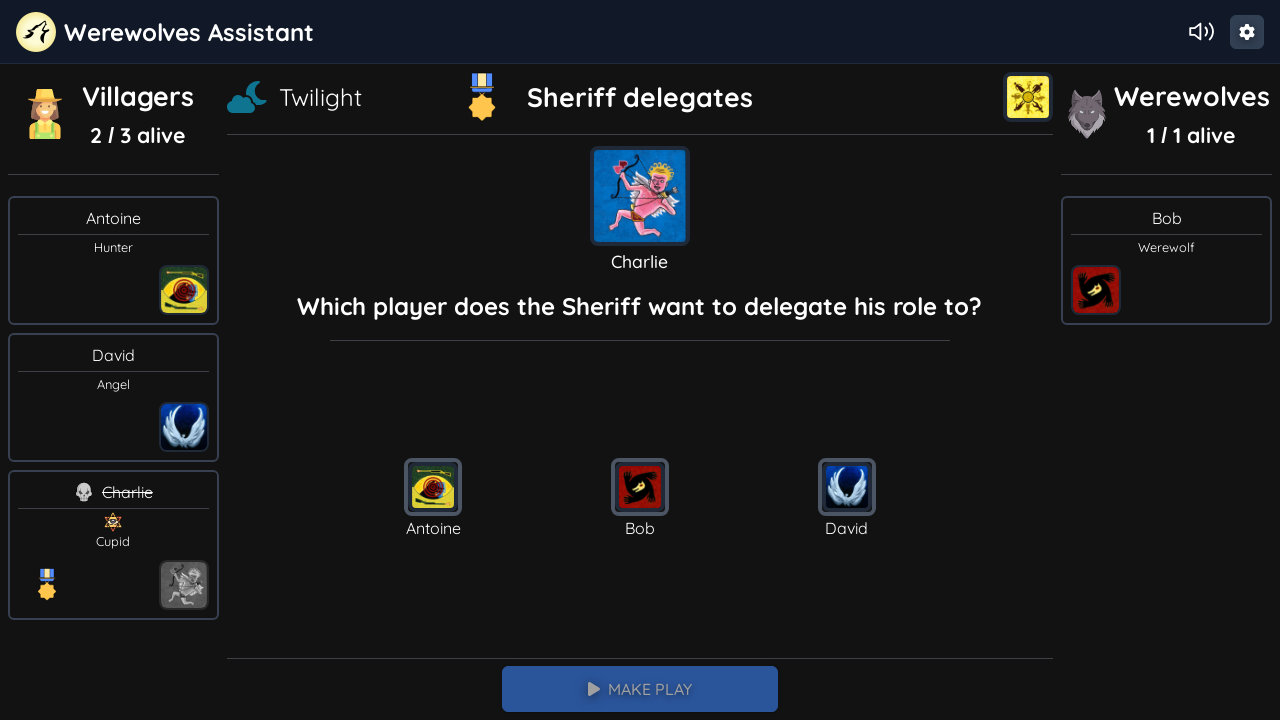 Werewolves Assistant
Villagers
2 / 3 alive
Antoine
Hunter
David
Angel
Charlie
Cupid
Twilight
Sheriff delegates
Charlie
Which player does the Sheriff want to delegate his role to?
Antoine
Bob
David
MAKE PLAY
Werewolves
1 / 1 alive
Bob
Werewolf